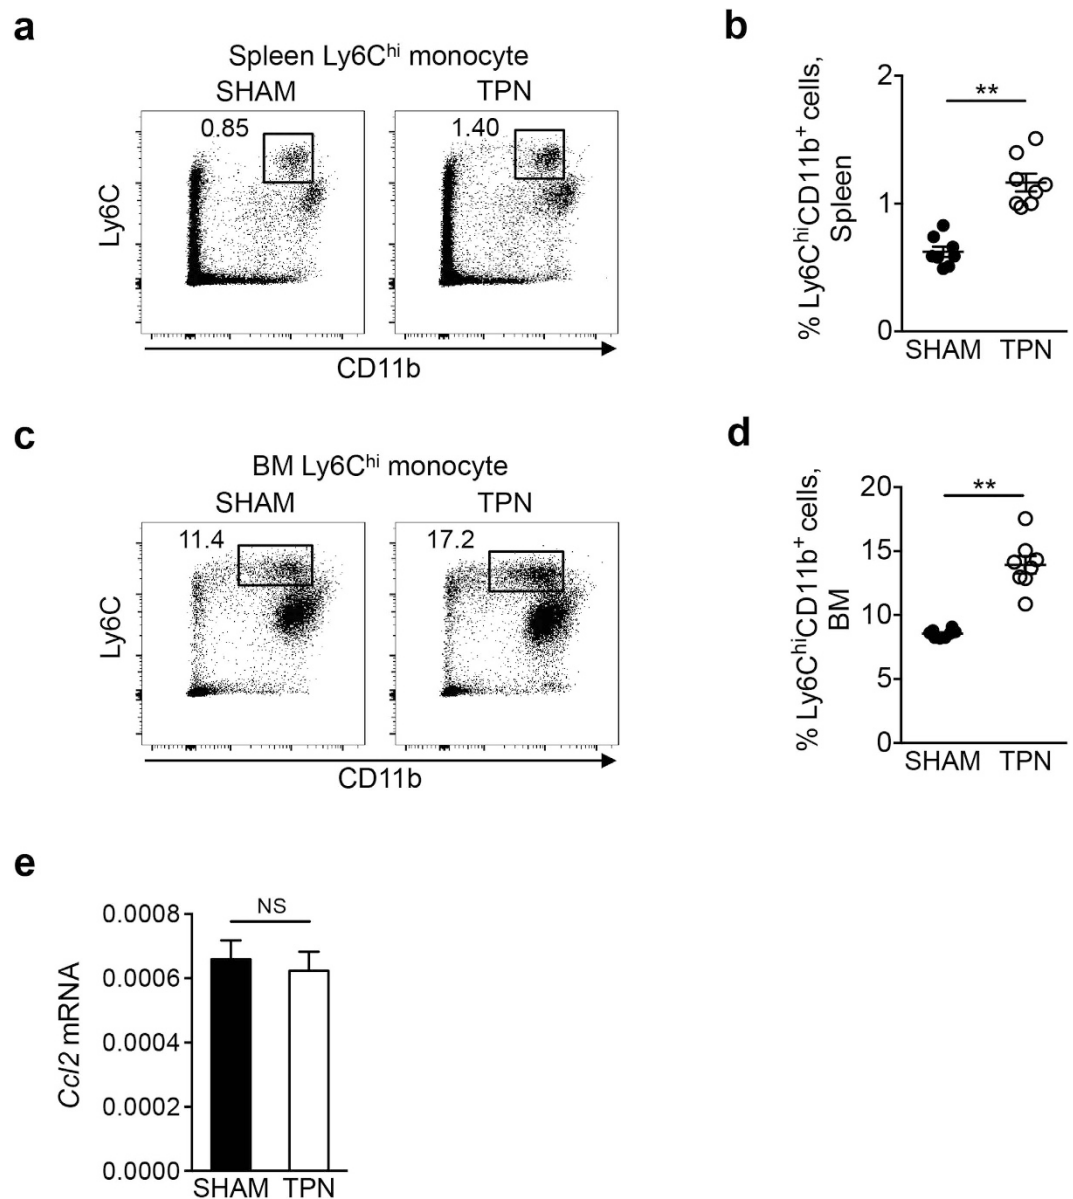 a
Spleen Ly6Chi monocyte
SHAM
TPN
0.85
1.40
Ly6C
CD11b
b
% Ly6ChiCD11b+ cells,
Spleen
2
1
0
**
SHAM
TPN
c
BM Ly6Chi monocyte
SHAM
TPN
11.4
17.2
Ly6C
CD11b
d
% Ly6ChiCD11b+ cells,
BM
20
15
10
5
0
**
SHAM
TPN
e
Ccl2 mRNA
0.0008
0.0006
0.0004
0.0002
0.0000
NS
SHAM
TPN